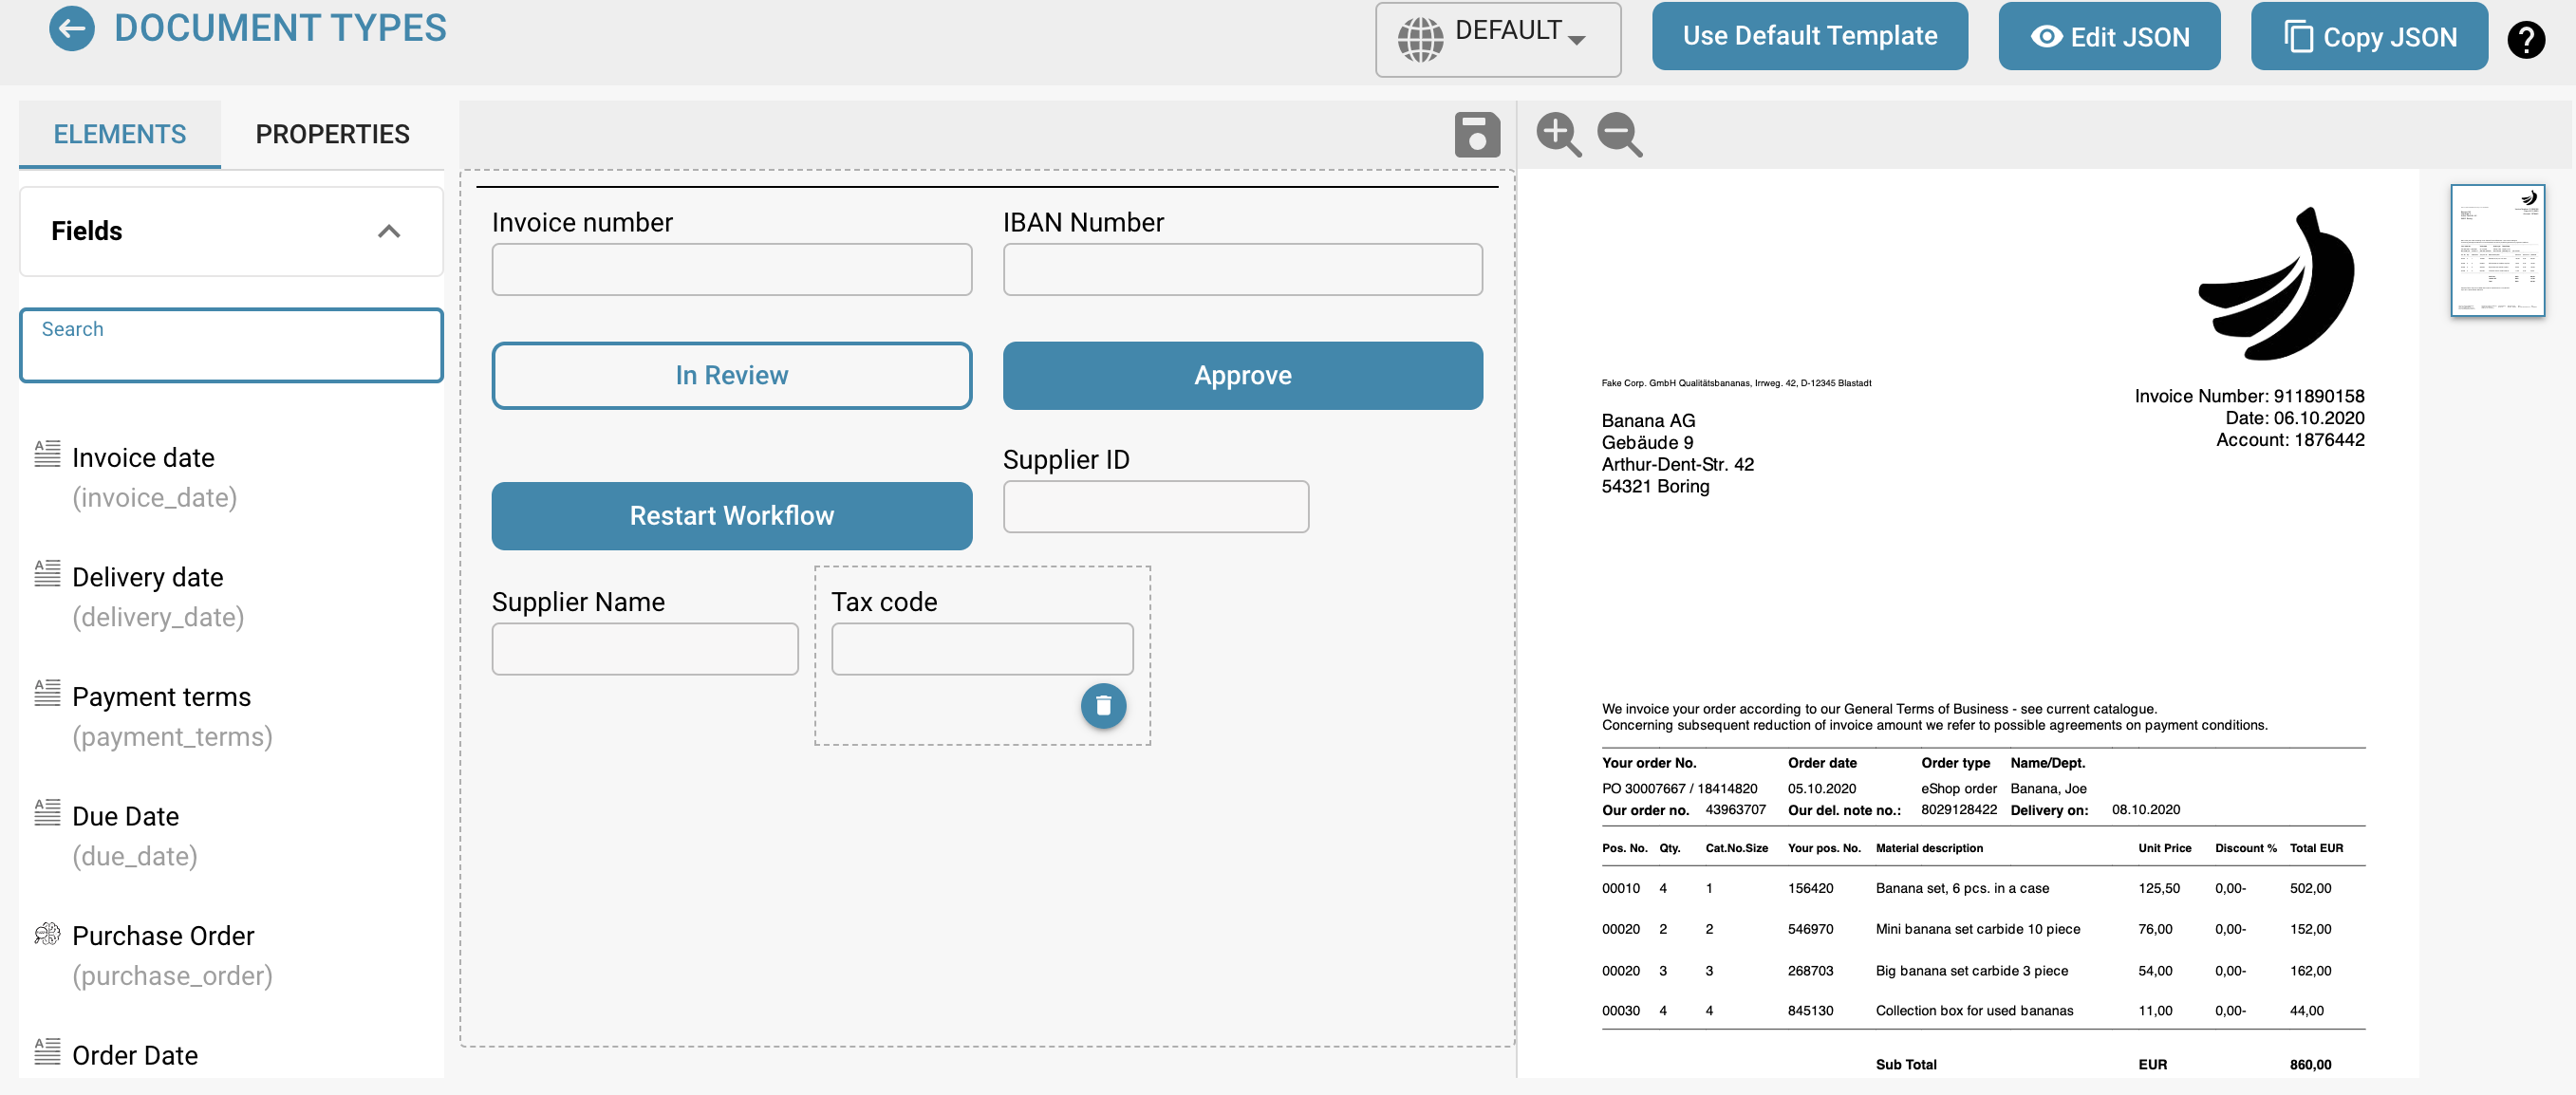 DOCUMENT TYPES
DEFAULT
Use Default Template
Edit JSON
Copy JSON
?
ELEMENTS PROPERTIES
Fields
Search
Invoice date
(invoice_date)
Delivery date
(delivery_date)
Payment terms
(payment_terms)
Due Date
(due_date)
Purchase Order
(purchase_order)
Order Date
Invoice number IBAN Number
In Review Approve
Supplier ID
Restart Workflow
Supplier Name Tax code
Fake Corp. GmbH Qualitätsbananas, Irrweg. 42, D-12345 Blastadt
Banana AG
Gebäude 9
Arthur-Dent-Str. 42
54321 Boring
Invoice Number: 911890158
Date: 06.10.2020
Account: 1876442
We invoice your order according to our General Terms of Business - see current catalogue.
Concerning subsequent reduction of invoice amount we refer to possible agreements on payment conditions.
Your order No. Order date Order type Name/Dept.
PO 30007667 / 18414820 05.10.2020 eShop order Banana, Joe
Our order no. 43963707 Our del. note no.: 8029128422 Delivery on: 08.10.2020
Pos. No. Qty. Cat.No.Size Your pos. No. Material description Unit Price Discount % Total EUR
00010 4 1 156420 Banana set, 6 pcs. in a case 125,50 0,00- 502,00
00020 2 2 546970 Mini banana set carbide 10 piece 76,00 0,00- 152,00
00020 3 3 268703 Big banana set carbide 3 piece 54,00 0,00- 162,00
00030 4 4 845130 Collection box for used bananas 11,00 0,00- 44,00
Sub Total EUR 860,00